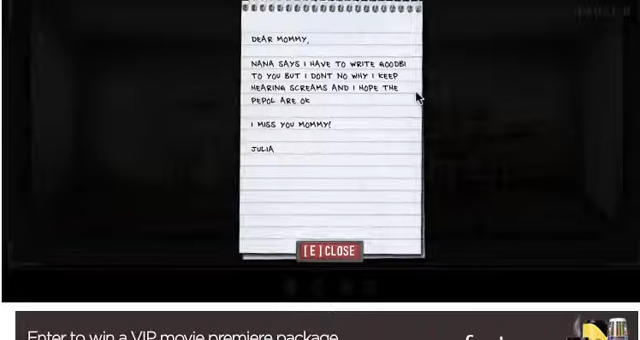 DEAR MOMMY,
NANA SAYS I HAVE TO WRITE GOODBI
TO YOU BUT I DONT NO WHY I KEEP
HEARING SCREAMS AND I HOPE THE
PEPOL ARE OK
I MISS YOU MOMMY!
JULIA
[E] CLOSE
Enter to win a VIP movie premiere package